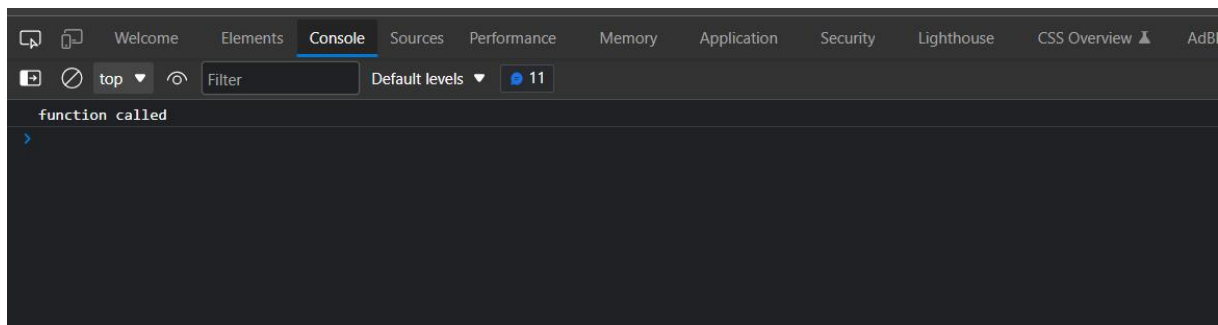 Welcome Elements Console Sources Performance Memory Application Security Lighthouse CSS Overview
top Filter Default levels 11
function called